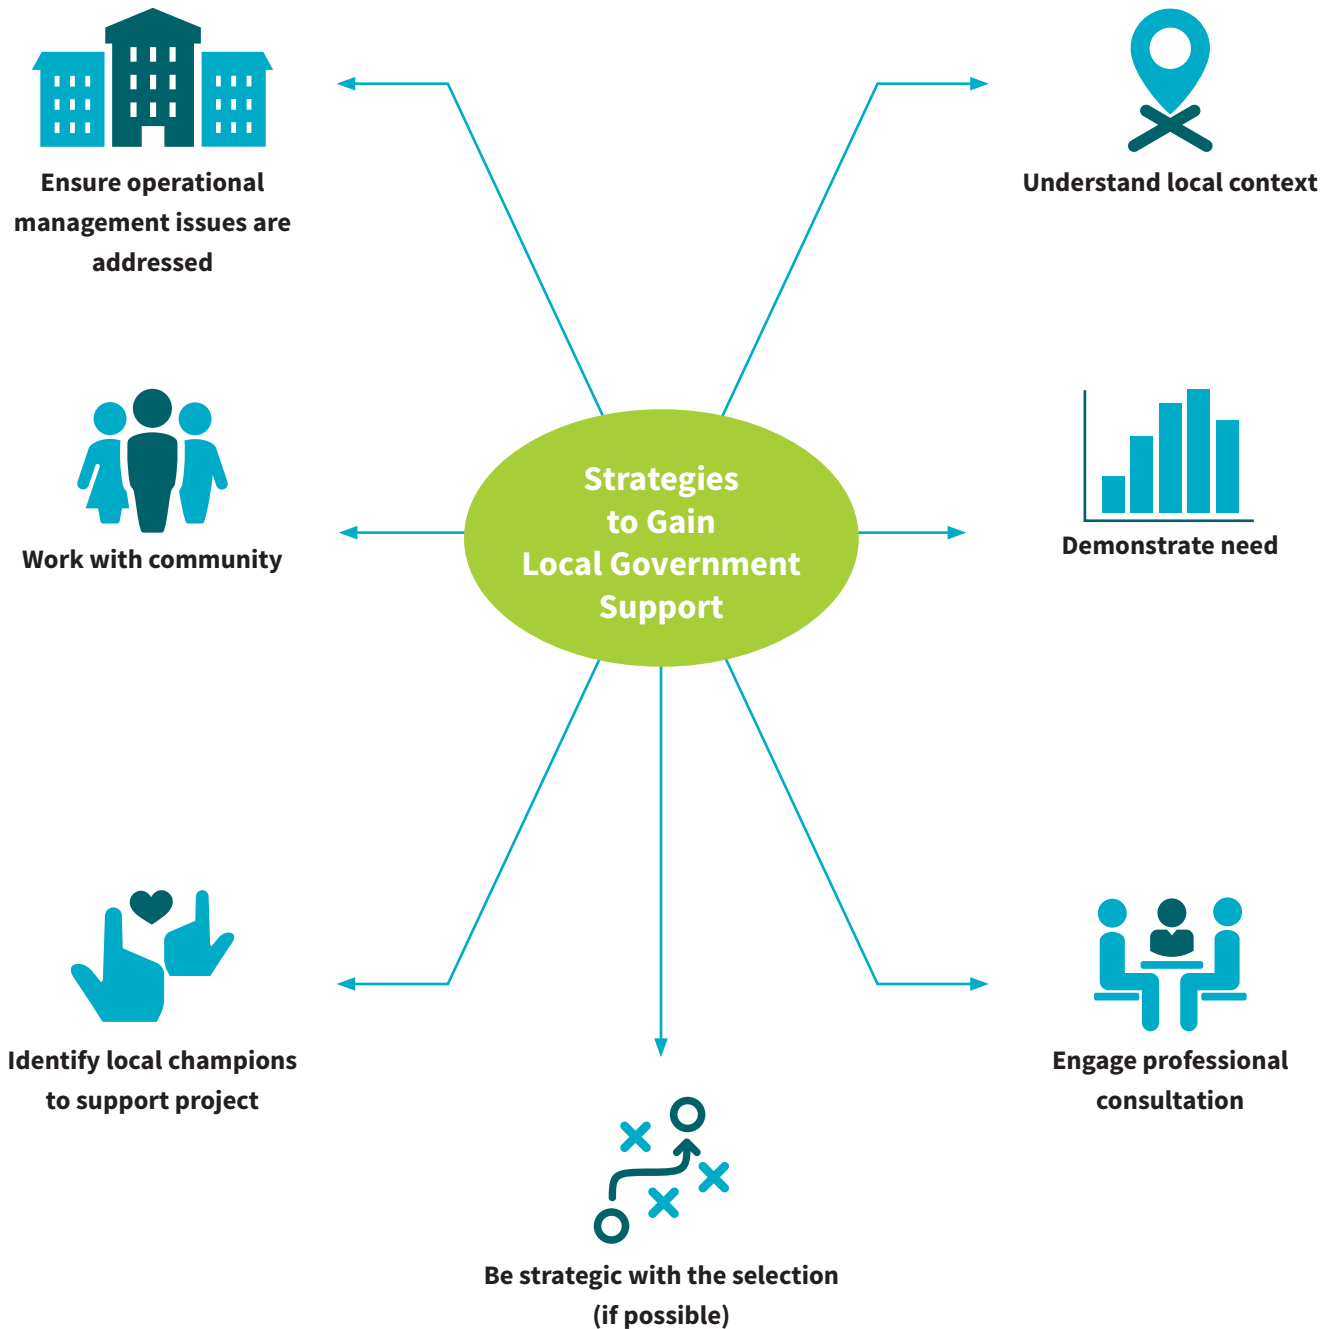 Ensure operational
management issues are
addressed
Understand local context
Work with community
Strategies
to Gain
Local Government
Support
Demonstrate need
Identify local champions
to support project
Engage professional
consultation
Be strategic with the selection
(if possible)